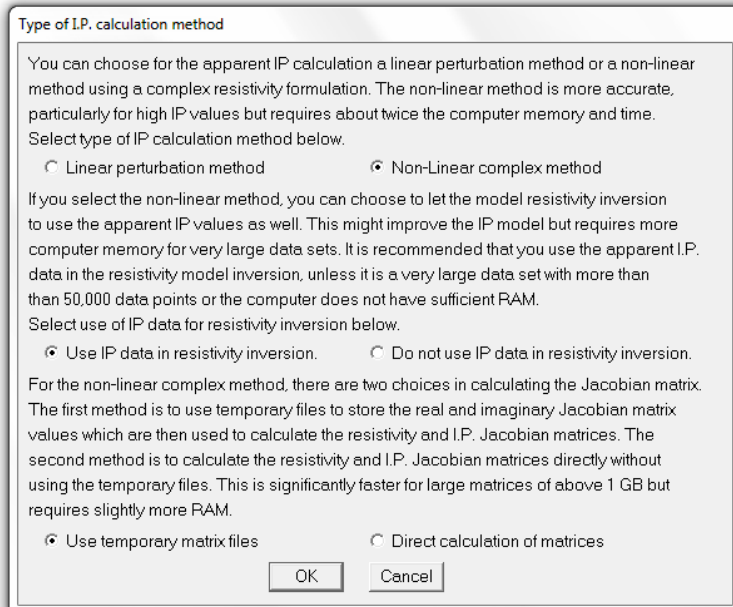 Type of I.P. calculation method
You can choose for the apparent IP calculation a linear perturbation method or a non-linear
method using a complex resistivity formulation. The non-linear method is more accurate,
particularly for high IP values but requires about twice the computer memory and time.
Select type of IP calculation method below.
Linear perturbation method Non-Linear complex method
If you select the non-linear method, you can choose to let the model resistivity inversion
to use the apparent IP values as well. This might improve the IP model but requires more
computer memory for very large data sets. It is recommended that you use the apparent I.P.
data in the resistivity model inversion, unless it is a very large data set with more than
than 50,000 data points or the computer does not have sufficient RAM.
Select use of IP data for resistivity inversion below.
Use IP data in resistivity inversion. Do not use IP data in resistivity inversion.
For the non-linear complex method, there are two choices in calculating the Jacobian matrix.
The first method is to use temporary files to store the real and imaginary Jacobian matrix
values which are then used to calculate the resistivity and I.P. Jacobian matrices. The
second method is to calculate the resistivity and I.P. Jacobian matrices directly without
using the temporary files. This is significantly faster for large matrices of above 1 GB but
requires slightly more RAM.
Use temporary matrix files Direct calculation of matrices
OK Cancel